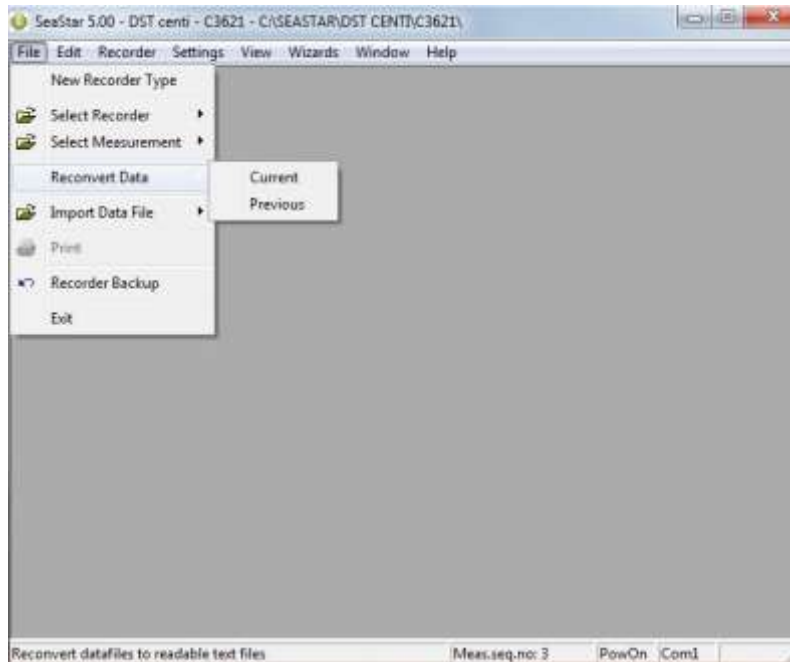 SeaStar 5.00 - DST centi - C3621 - C:\SEASTAR\DST CENTI\C3621\
File Edit Recorder Settings View Wizards Window Help
New Recorder Type
Select Recorder
Select Measurement
Reconvert Data
Current
Previous
Import Data File
Print
Recorder Backup
Exit
Reconvert datafiles to readable text files Meas.seq.no: 3 PowOn Com1